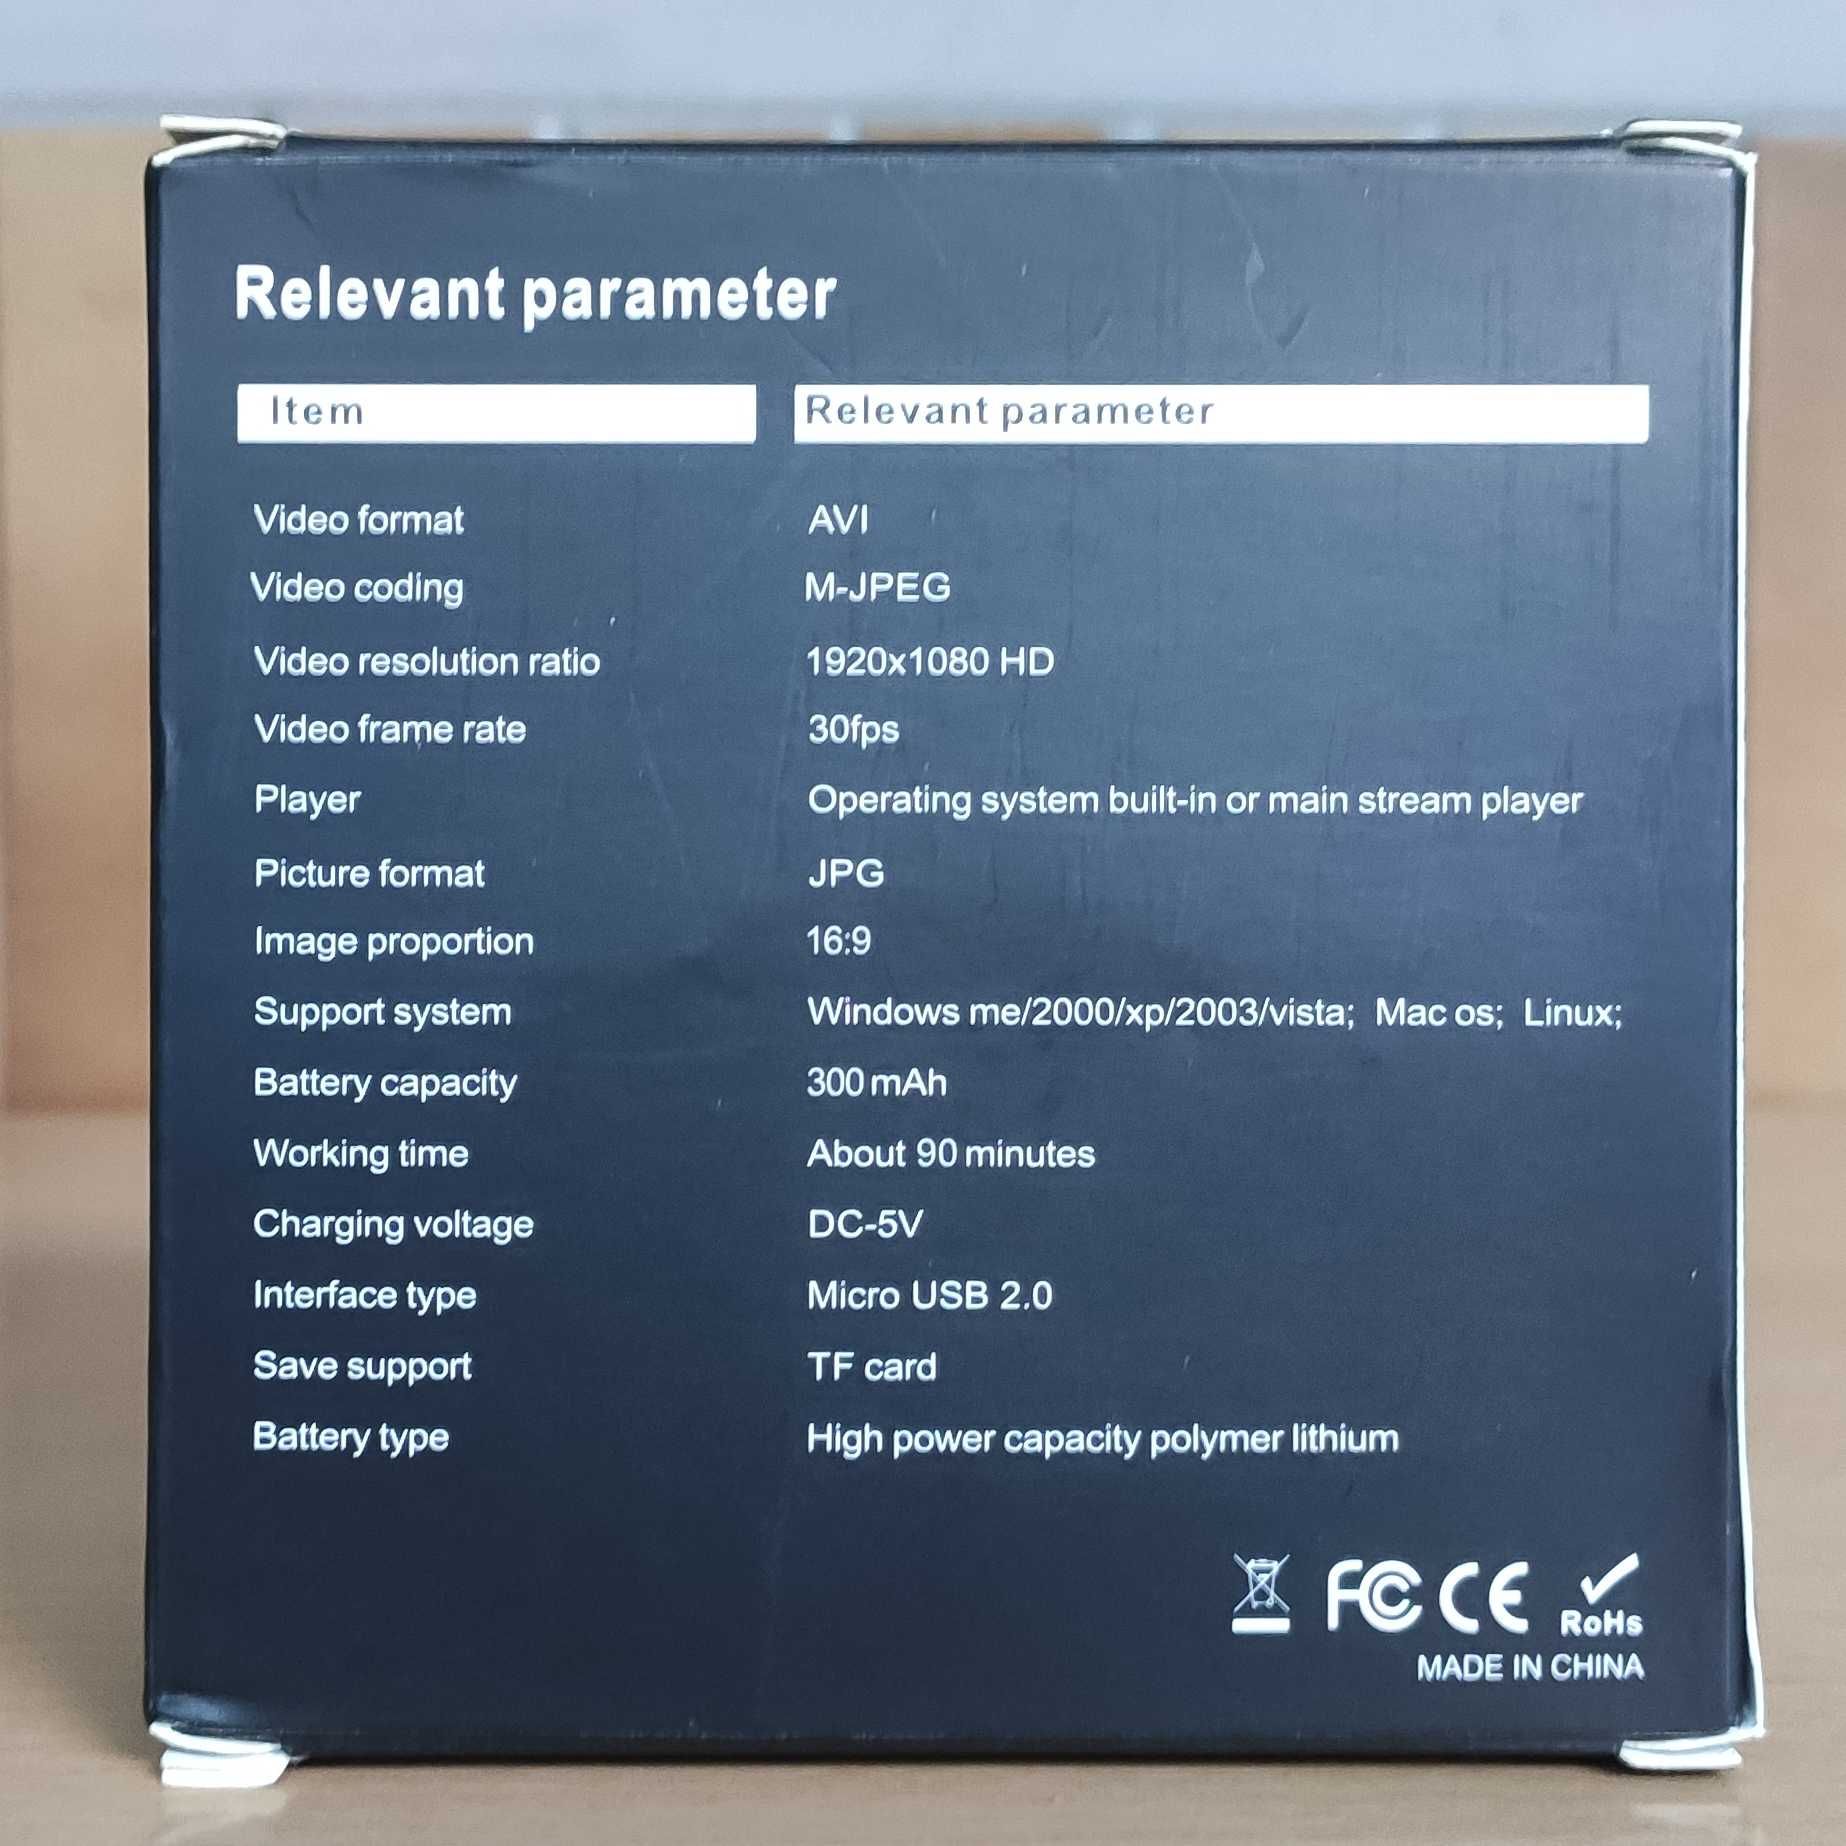 Relevant parameter
Item Relevant parameter
Video format AVI
Video coding M-JPEG
Video resolution ratio 1920x1080 HD
Video frame rate 30fps
Player Operating system built-in or main stream player
Picture format JPG
Image proportion 16:9
Support system Windows me/2000/xp/2003/vista; Mac os; Linux;
Battery capacity 300 mAh
Working time About 90 minutes
Charging voltage DC-5V
Interface type Micro USB 2.0
Save support TF card
Battery type High power capacity polymer lithium
FC CE RoHs
MADE IN CHINA